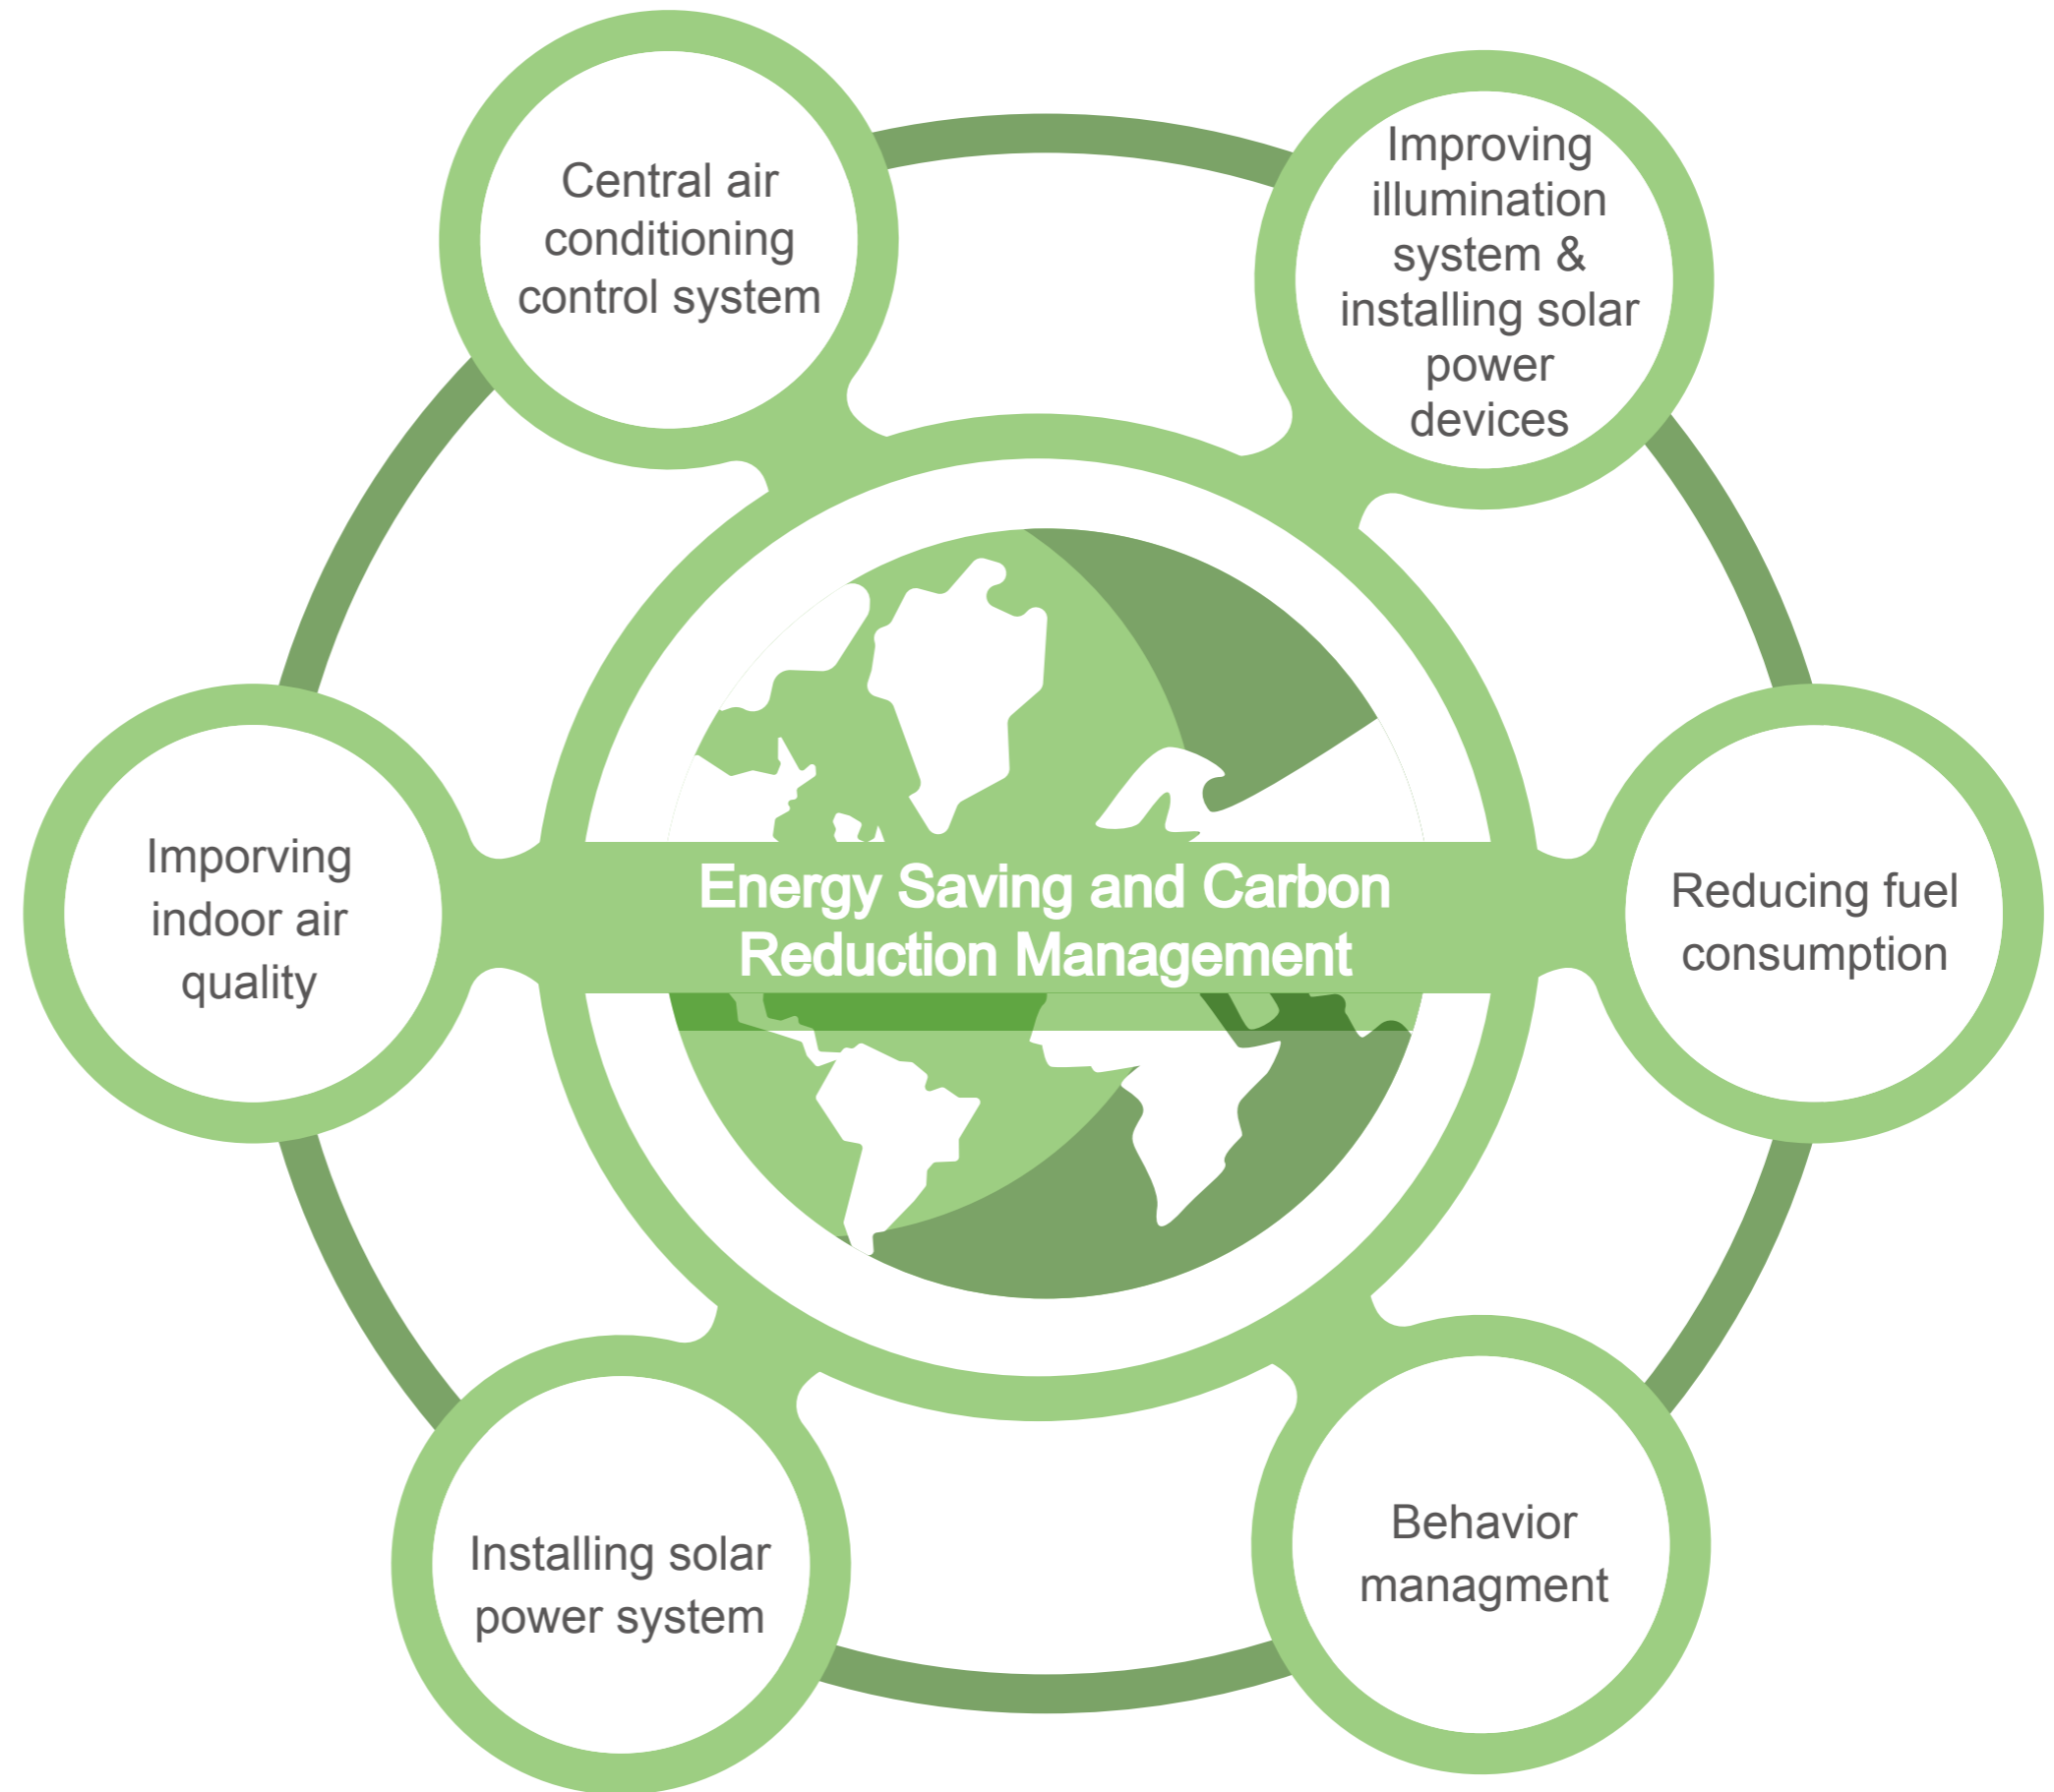 Central air
conditioning
control system
Improving
illumination
system &
installing solar
power
devices
Imporving
indoor air
quality
Energy Saving and Carbon
Reduction Management
Reducing fuel
consumption
Installing solar
power system
Behavior
managment